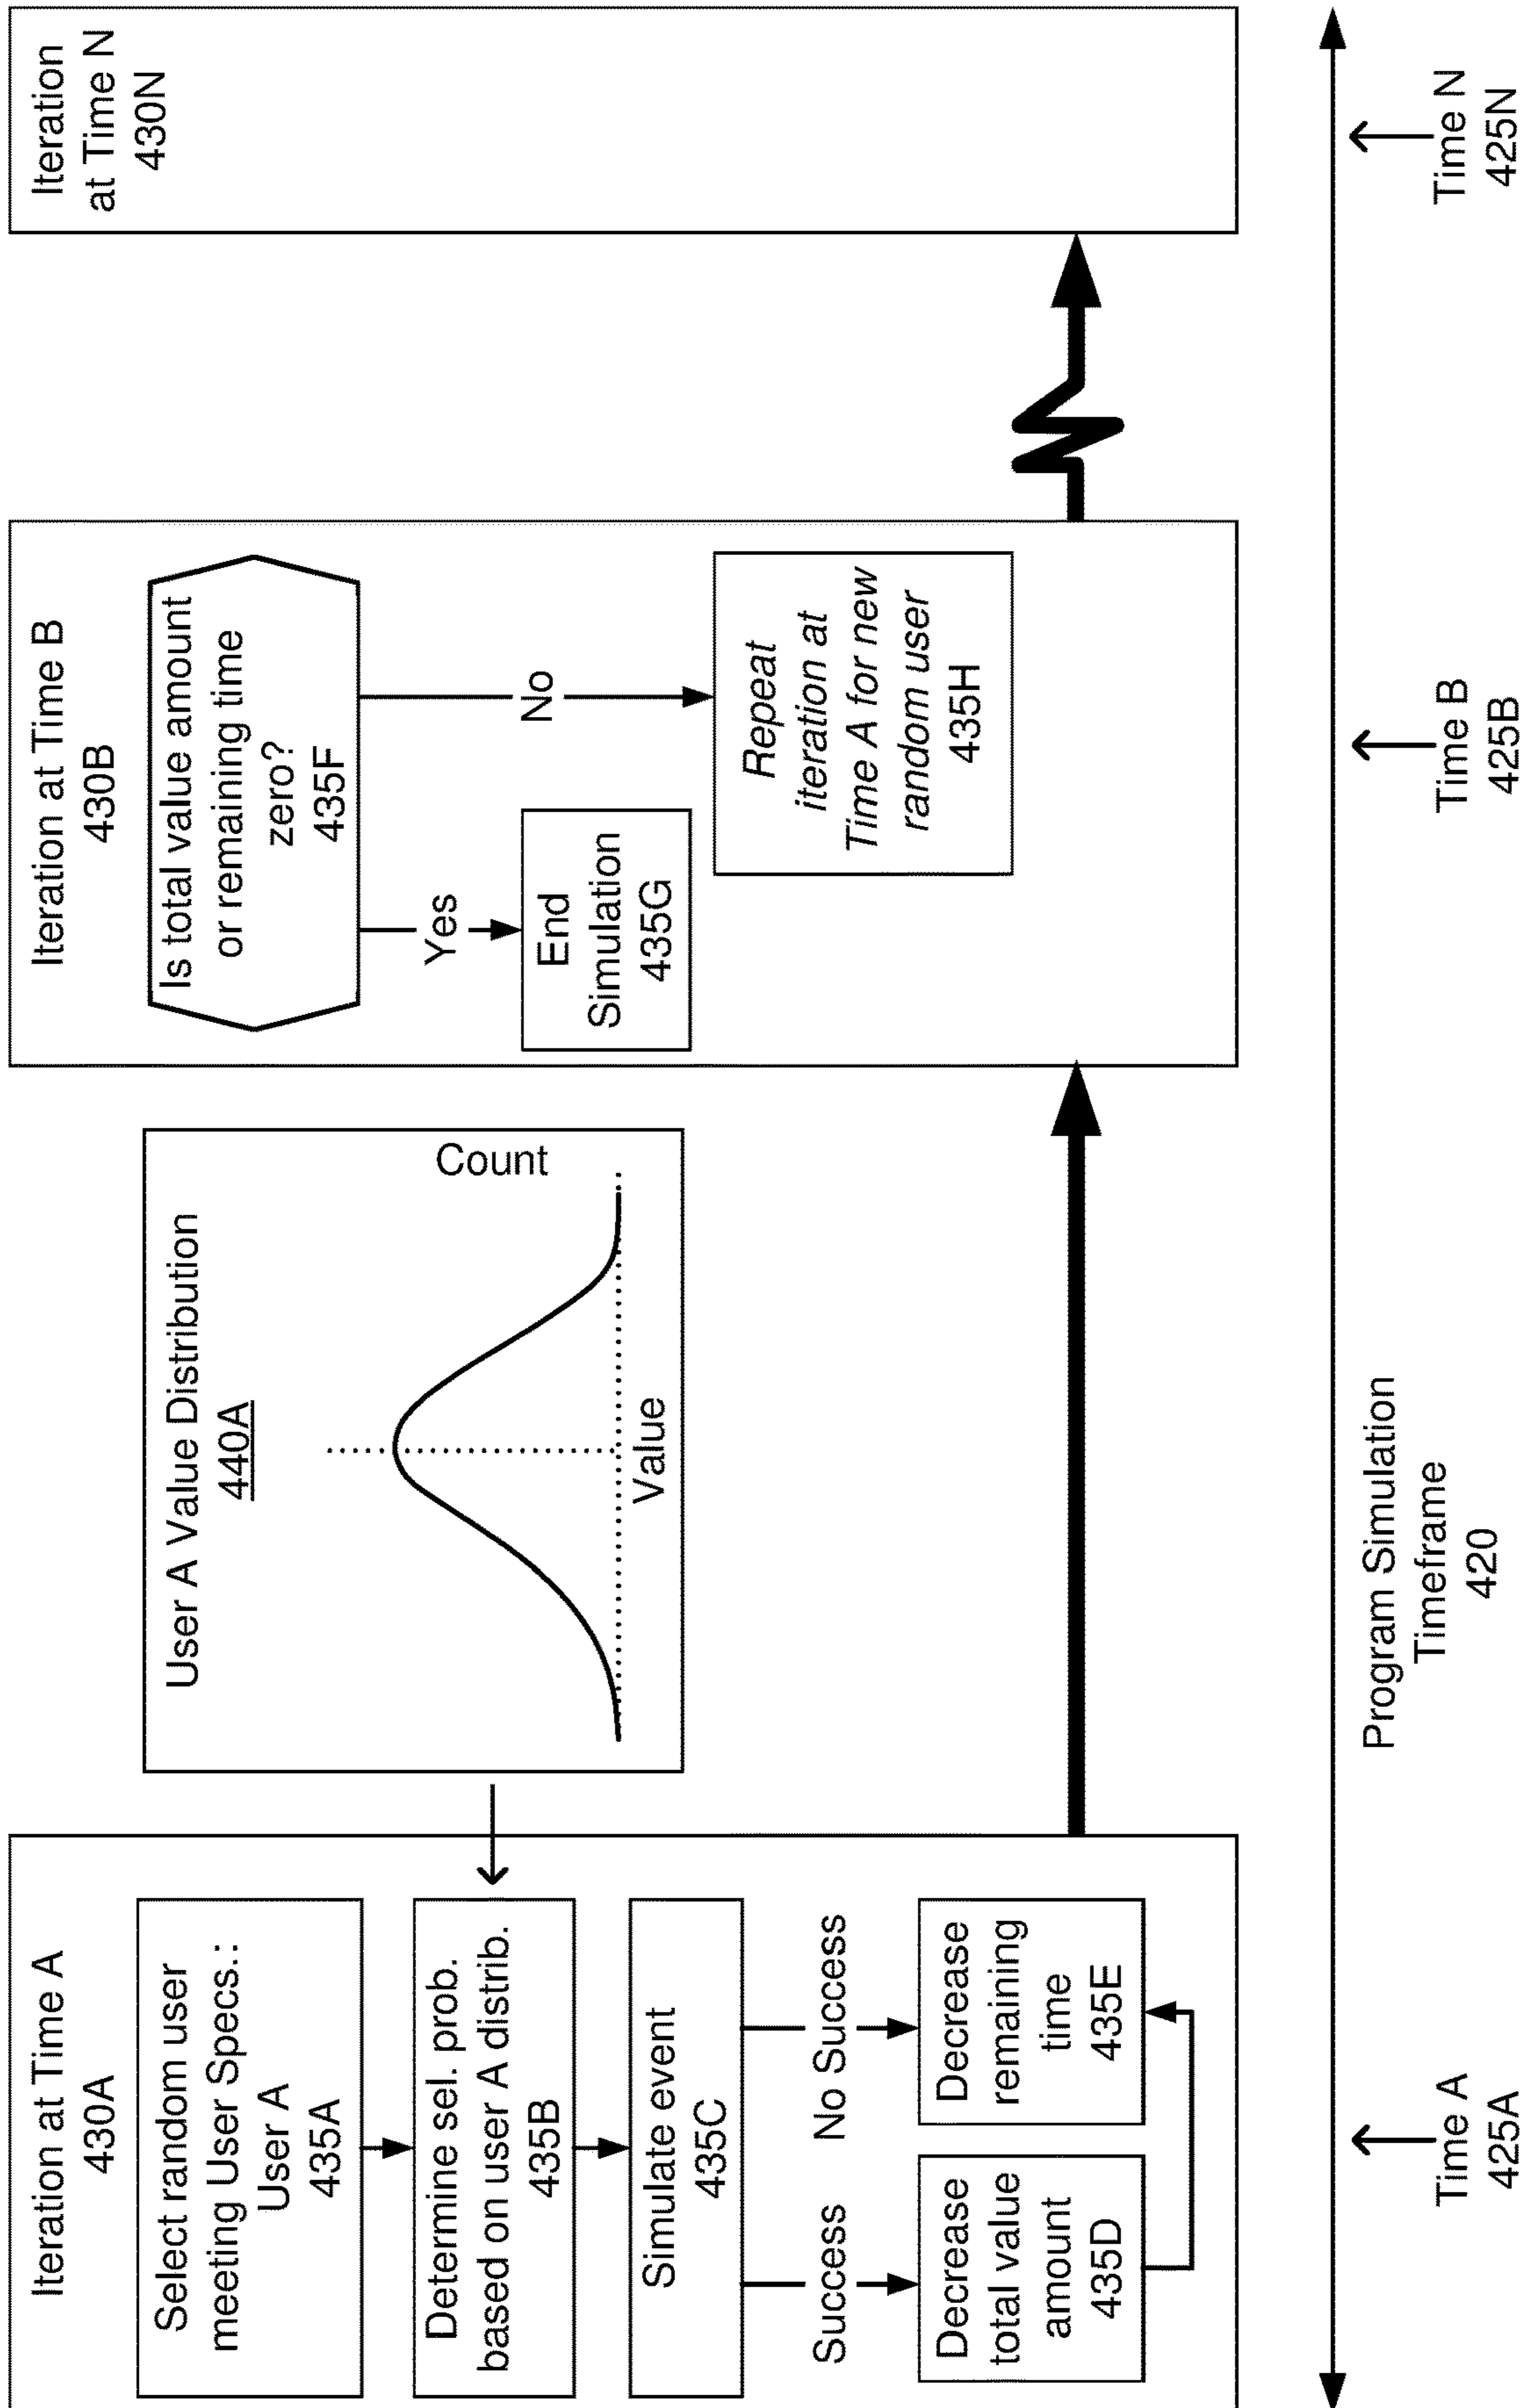 Iteration at Time A
430A
Select random user
meeting User Specs.:
User A
435A
Determine sel. prob.
based on user A distrib.
435B
Simulate event
435C
Success
No Success
Decrease
total value
amount
435D
Decrease
remaining
time
435E
User A Value Distribution
440A
Count
Value
Iteration at Time B
430B
Is total value amount
or remaining time
zero?
435F
Yes
No
End
Simulation
435G
Repeat
iteration at
Time A for new
random user
435H
Iteration
at Time N
430N
Program Simulation
Timeframe
420
Time A
425A
Time B
425B
Time N
425N